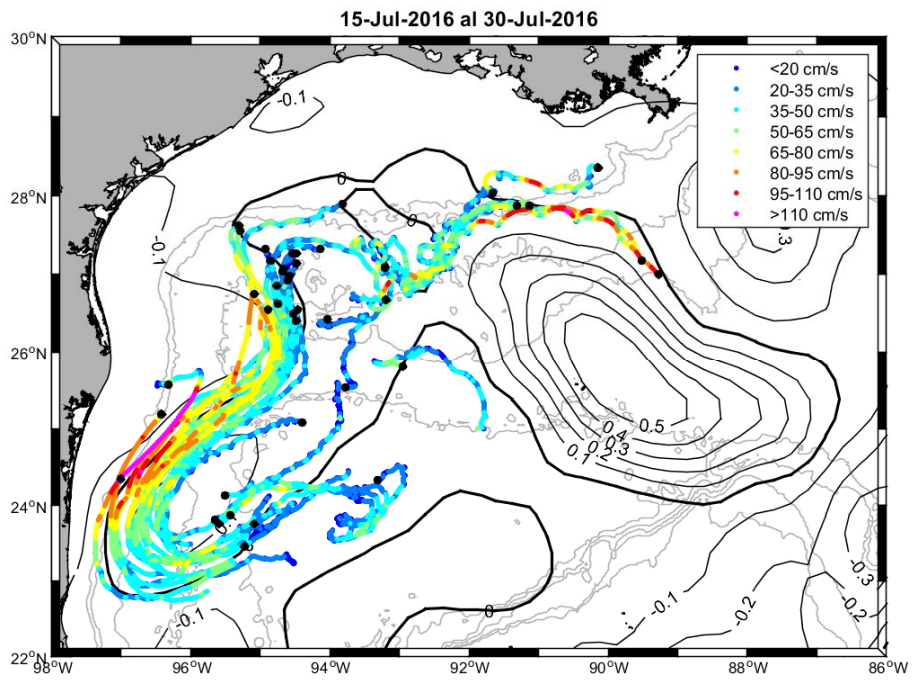 15-Jul-2016 al 30-Jul-2016
30°N
28°N
26°N
24°N
22°N
98°W
96°W
94°W
92°W
90°W
88°W
86°W
<20 cm/s
20-35 cm/s
35-50 cm/s
50-65 cm/s
65-80 cm/s
80-95 cm/s
95-110 cm/s
>110 cm/s
-0.1
0
0
-0.1
0.5
0.4
0.3
0.2
0.1
-0.1
0
-0.1
-0.2
-0.2
-0.3